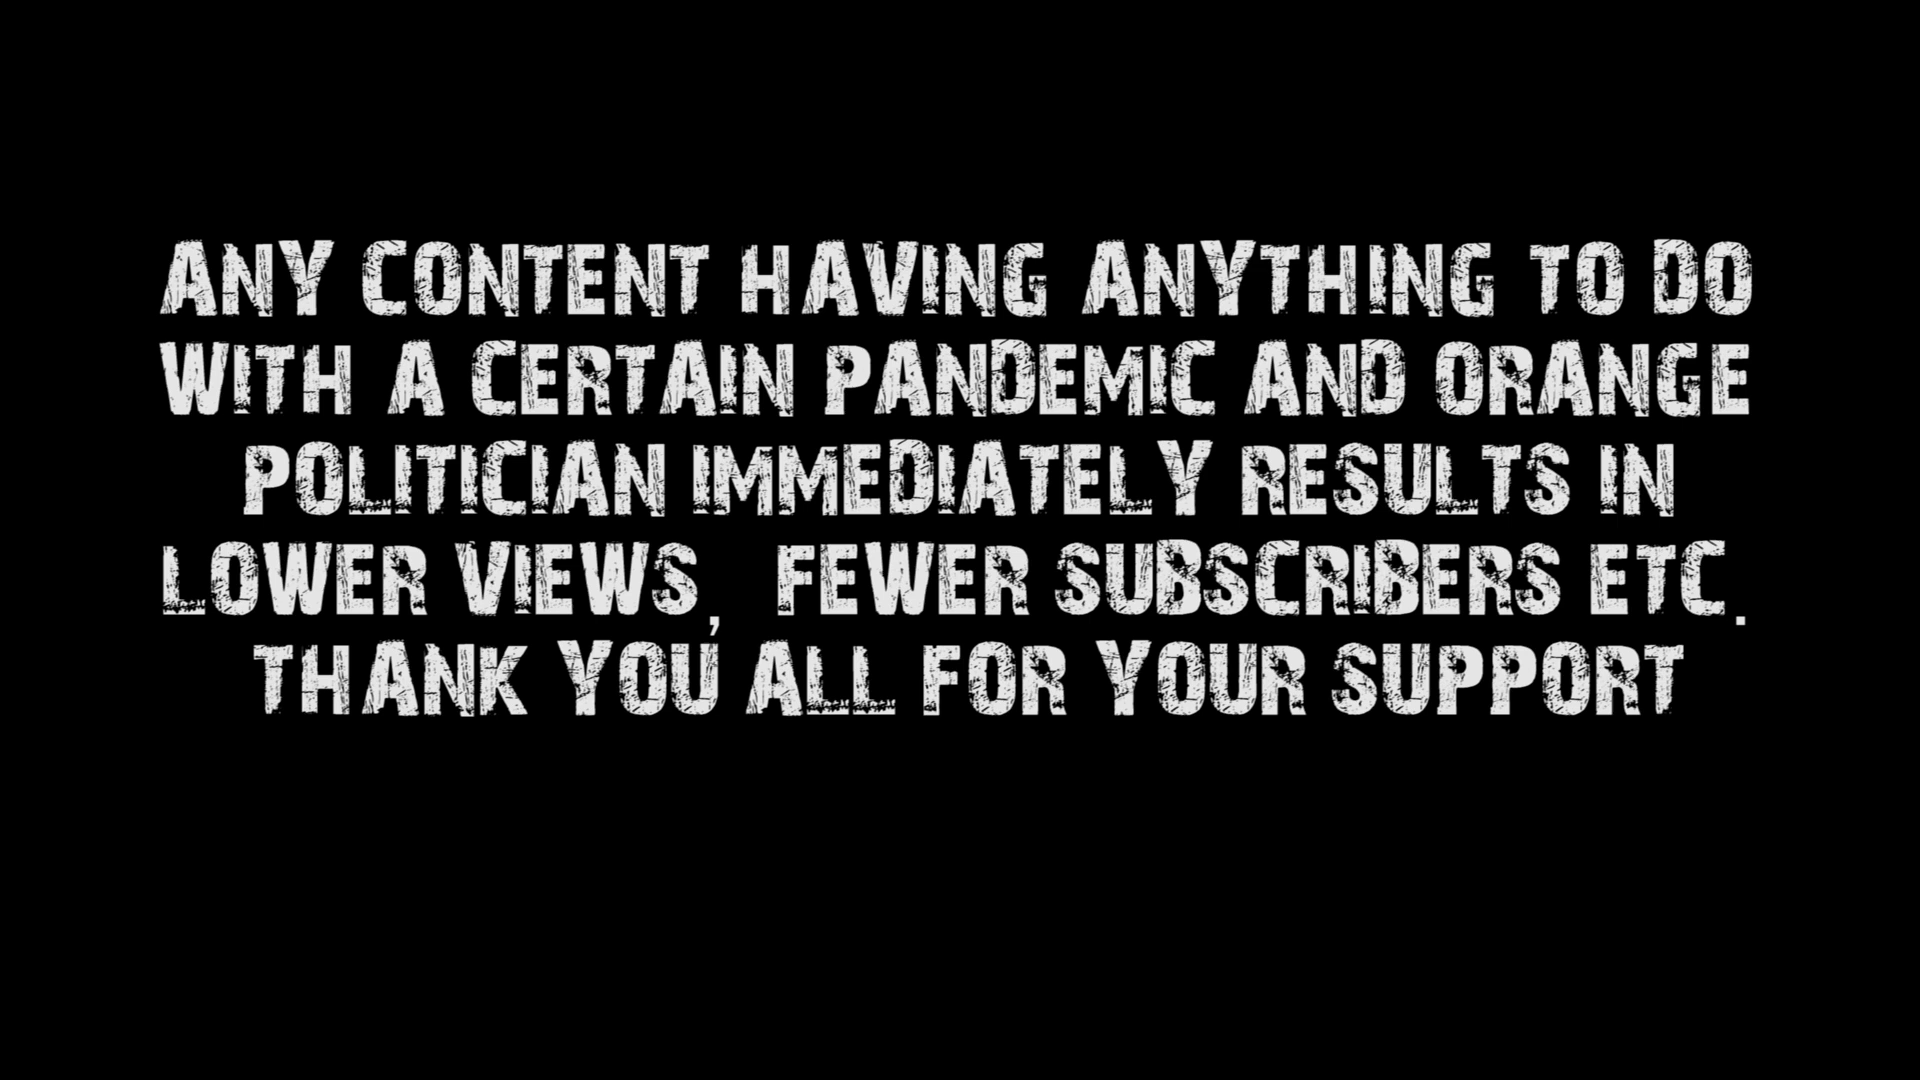 ANY CONTENT HAVING ANYTHING TO DO
WITH A CERTAIN PANDEMIC AND ORANGE
POLITICIAN IMMEDIATELY RESULTS IN
LOWER VIEWS, FEWER SUBSCRIBERS ETC.
THANK YOU ALL FOR YOUR SUPPORT